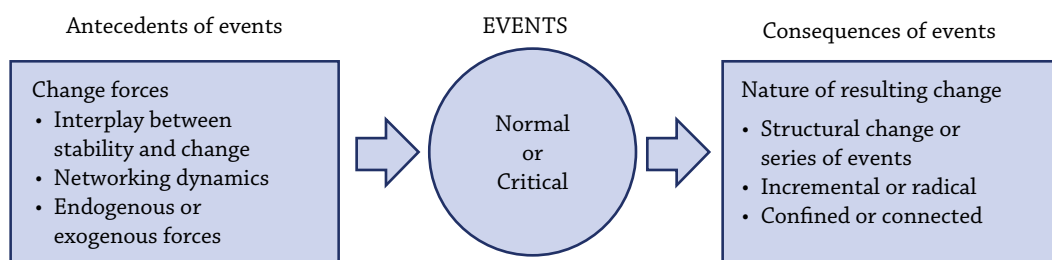 Antecedents of events
Change forces
• Interplay between
stability and change
• Networking dynamics
• Endogenous or
exogenous forces
EVENTS
Normal
or
Critical
Consequences of events
Nature of resulting change
• Structural change or
series of events
• Incremental or radical
• Confined or connected